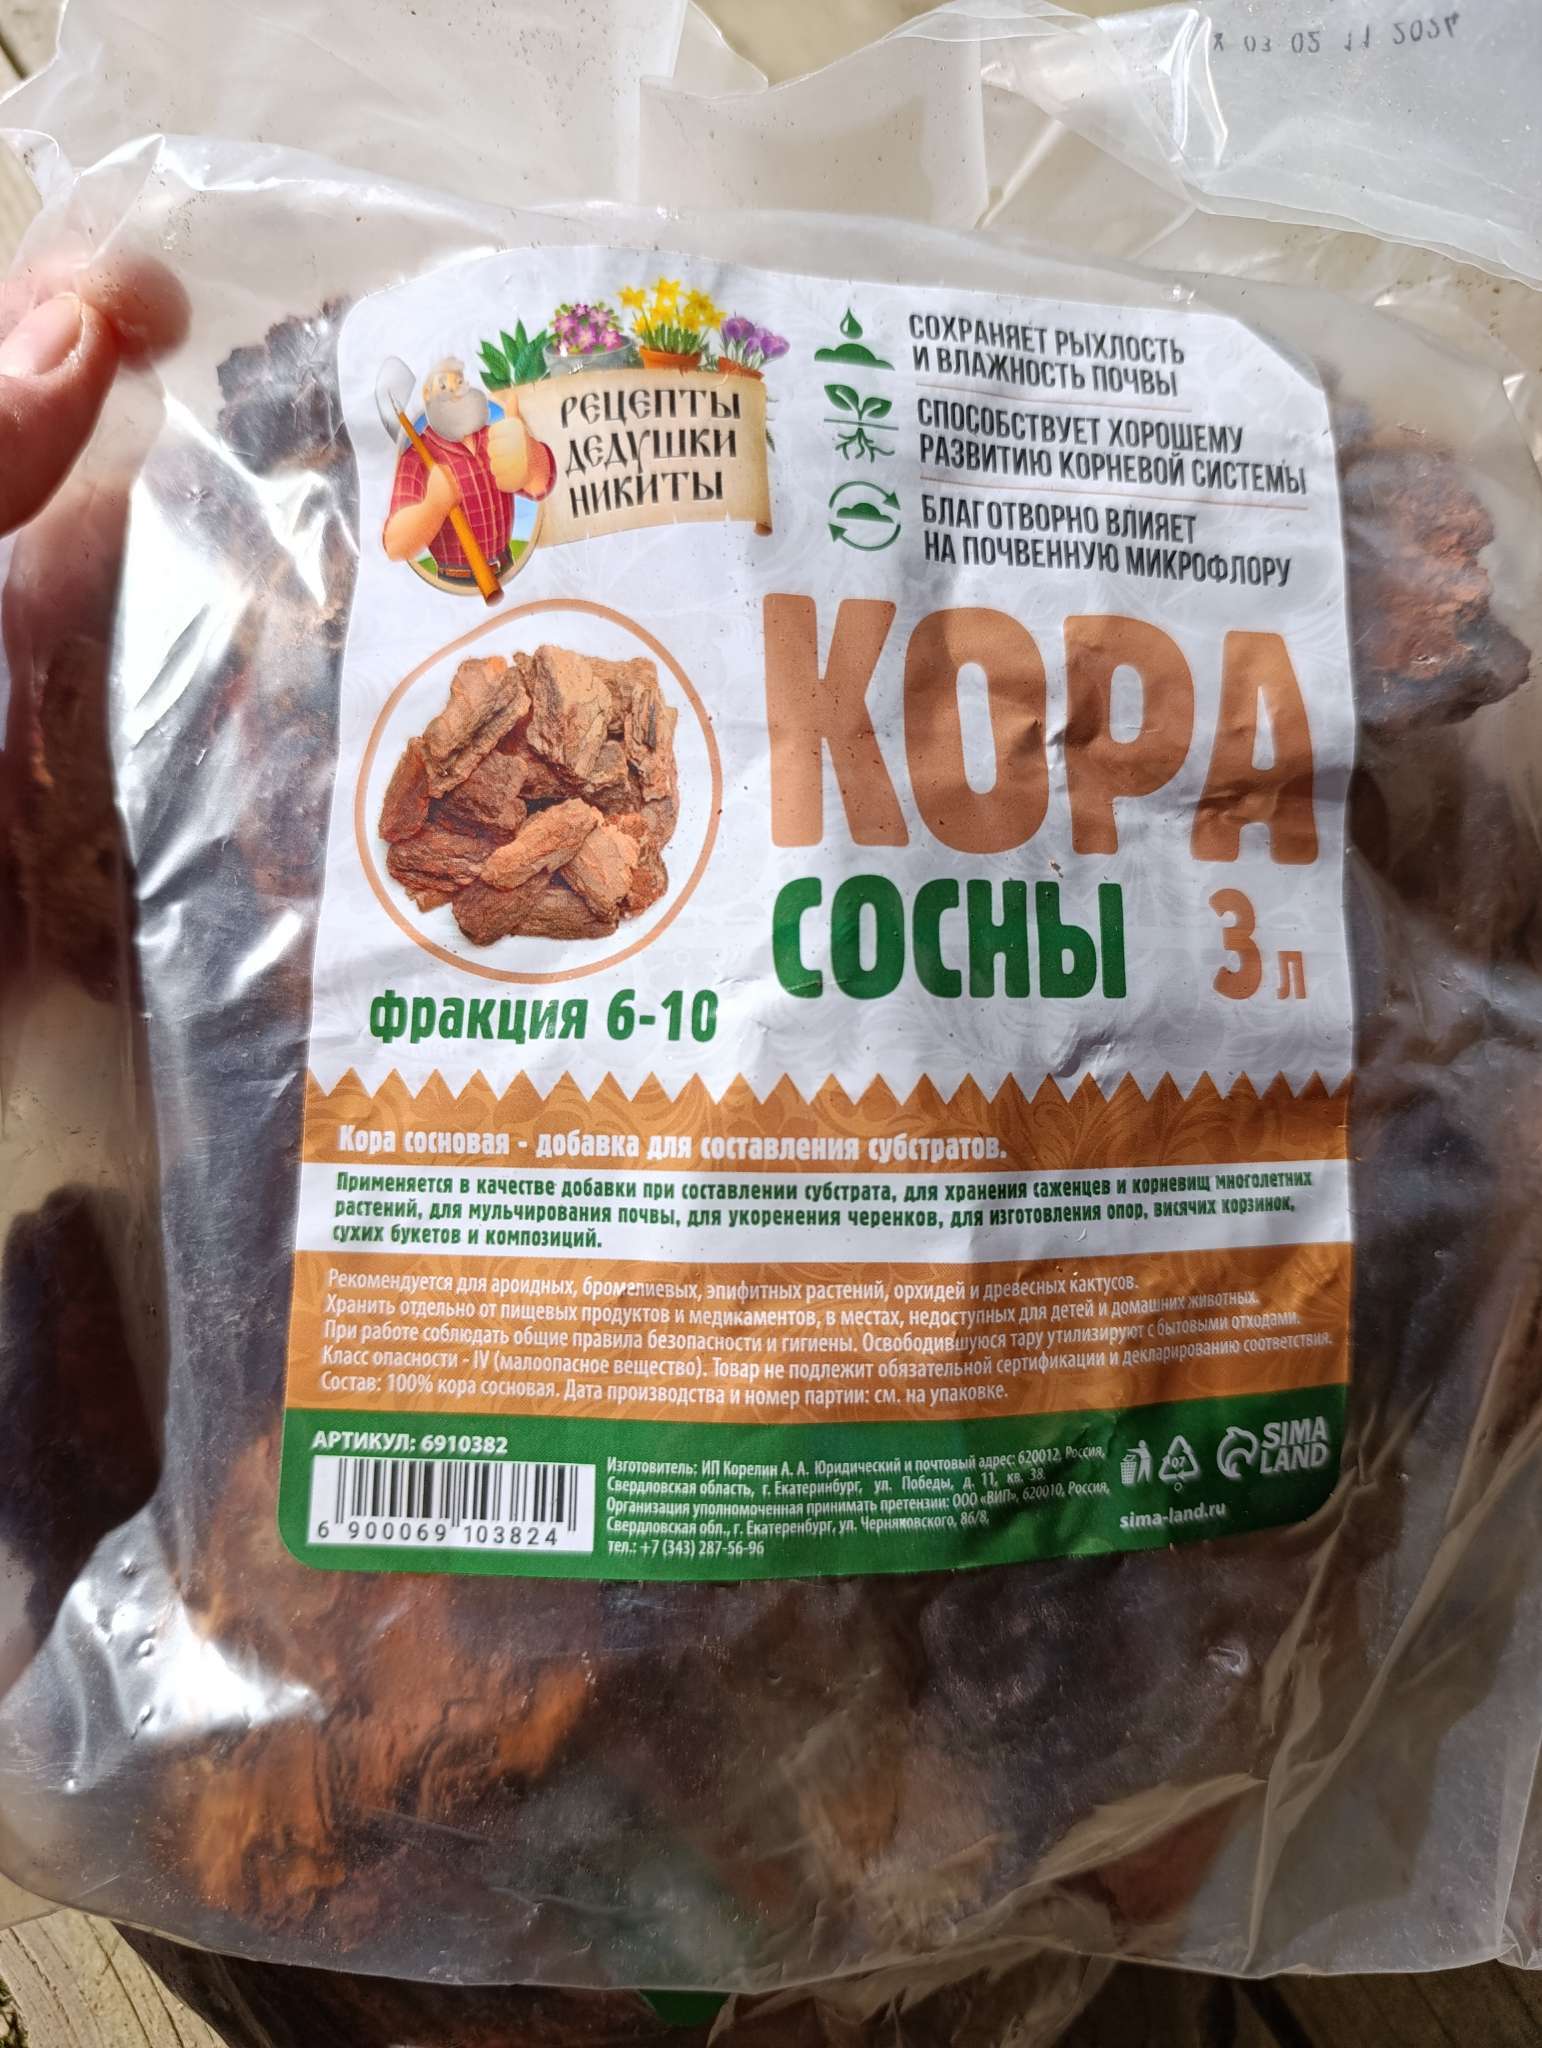 03 02 11 2024
РЕЦЕПТЫ
ДЕДУШКИ
НИКИТЫ
СОХРАНЯЕТ РЫХЛОСТЬ
И ВЛАЖНОСТЬ ПОЧВЫ
СПОСОБСТВУЕТ ХОРОШЕМУ
РАЗВИТИЮ КОРНЕВОЙ СИСТЕМЫ
БЛАГОТВОРНО ВЛИЯЕТ
НА ПОЧВЕННУЮ МИКРОФЛОРУ
КОРА
СОСНЫ
3 л
фракция 6-10
Кора сосновая - добавка для составления субстратов.
Применяется в качестве добавки при составлении субстрата, для хранения саженцев и корневищ многолетних
растений, для мульчирования почвы, для укоренения черенков, для изготовления опор, висячих корзинок,
сухих букетов и композиций.
Рекомендуется для ароидных, бромелиевых, эпифитных растений, орхидей и древесных кактусов.
Хранить отдельно от пищевых продуктов и медикаментов, в местах, недоступных для детей и домашних животных.
При работе соблюдать общие правила безопасности и гигиены. Освободившуюся тару утилизируют с бытовыми отходами.
Класс опасности - IV (малоопасное вещество). Товар не подлежит обязательной сертификации и декларированию соответствия.
Состав: 100% кора сосновая. Дата производства и номер партии: см. на упаковке.
АРТИКУЛ: 6910382
6 900069 103824
Изготовитель: ИП Корелин А. А. Юридический и почтовый адрес: 620012, Россия,
Свердловская область, г. Екатеринбург, ул. Победы, д. 11, кв. 38.
Организация уполномоченная принимать претензии: ООО «ВИП», 620010, Россия,
Свердловская обл., г. Екатеренбург, ул. Черняховского, 86/8,
тел.: +7 (343) 287-56-96
07
SIMA
LAND
sima-land.ru